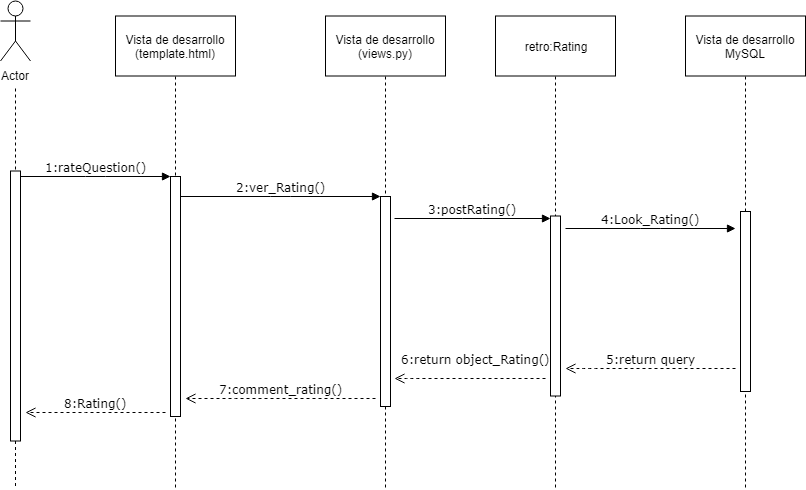 Actor
Vista de desarrollo
(template.html)
Vista de desarrollo
(views.py)
retro:Rating
Vista de desarrollo
MySQL
1:rateQuestion()
2:ver_Rating()
3:postRating()
4:Look_Rating()
5:return query
6:return object_Rating()
7:comment_rating()
8:Rating()